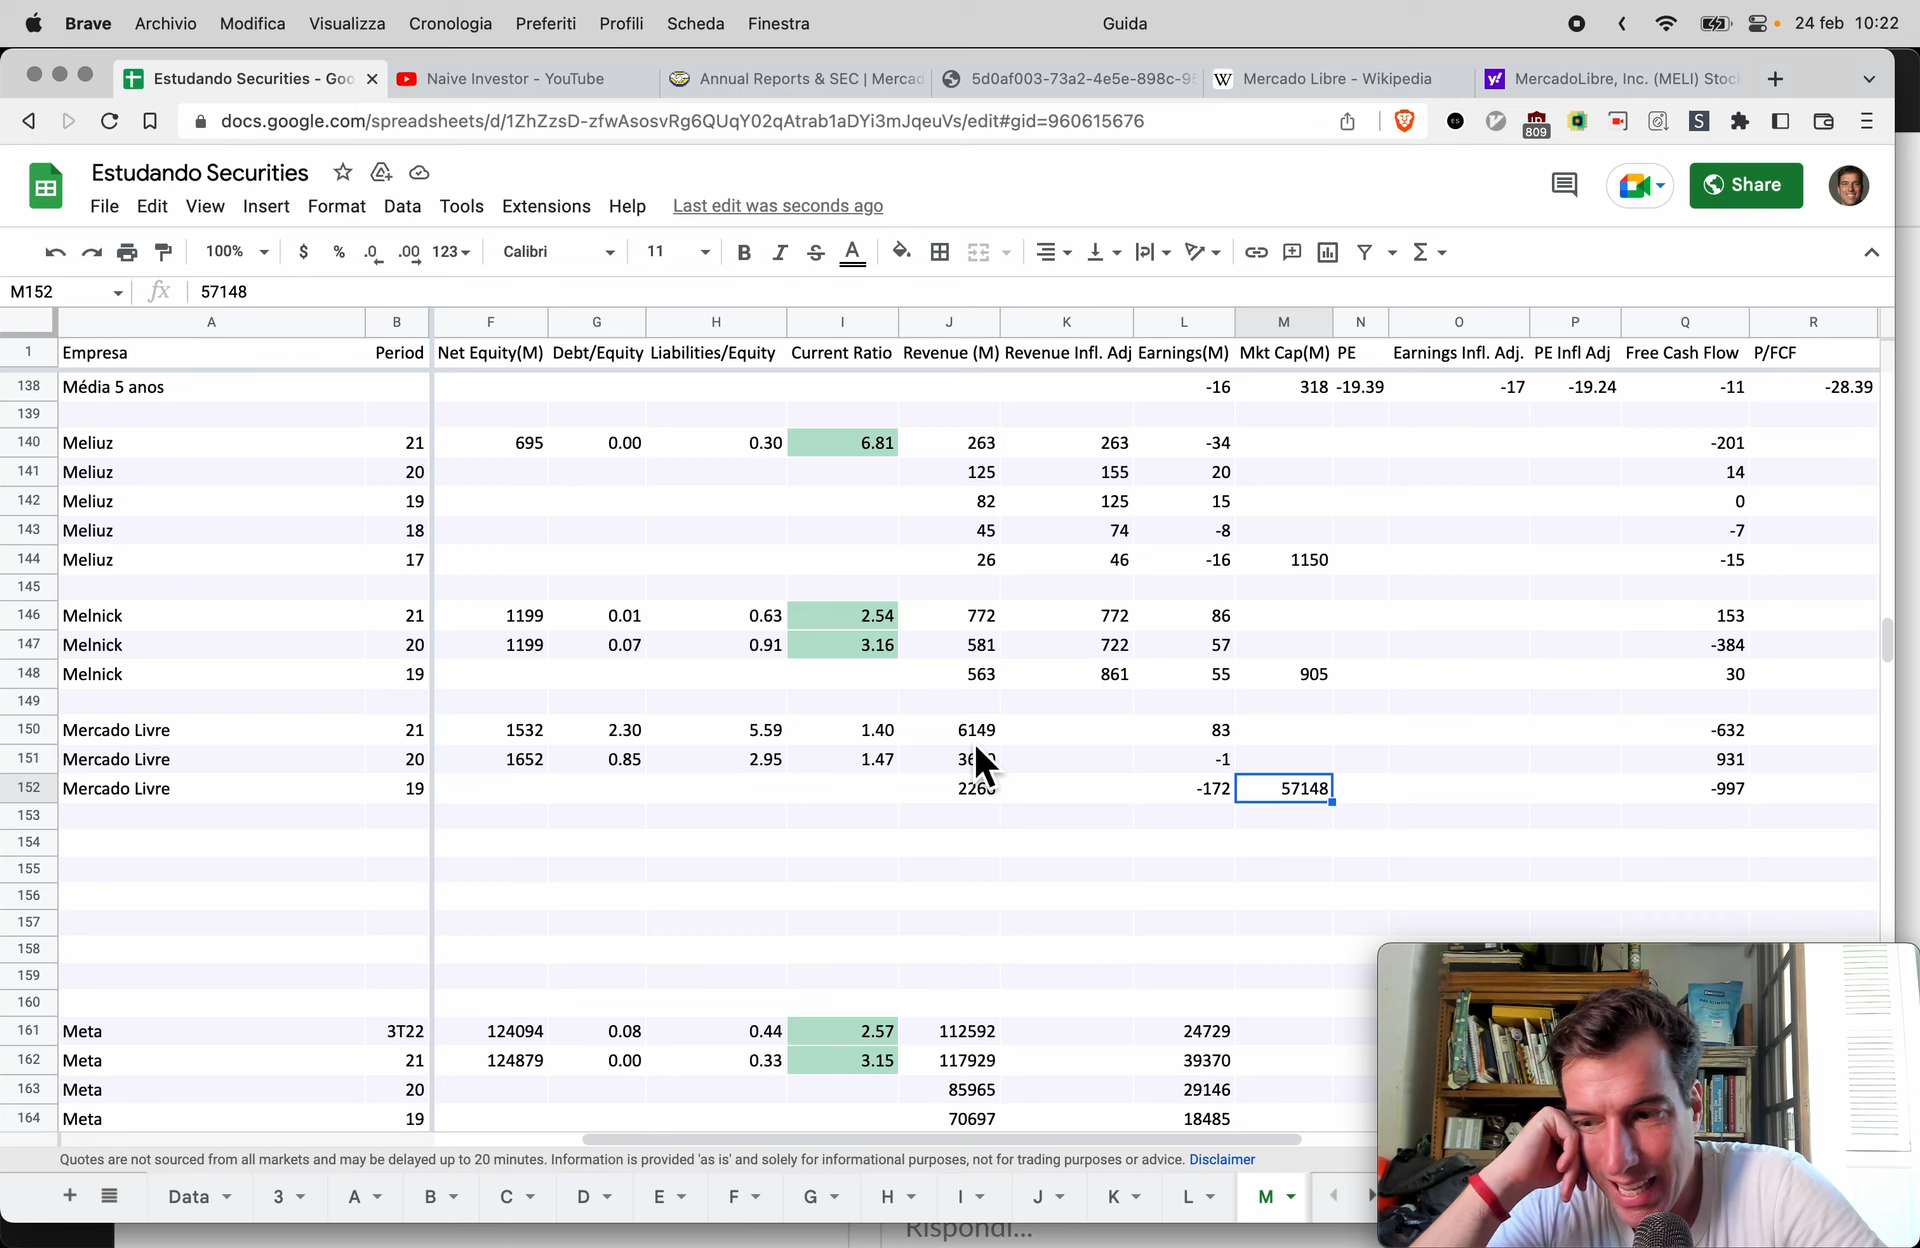 Brave Archivio Modifica Visualizza Cronologia Preferiti Profili Scheda Finestra Guida 24 feb 10:22
Estudando Securities - Goo Naive Investor - YouTube Annual Reports & SEC | Mercad 5d0af003-73a2-4e5e-898c-95 Mercado Libre - Wikipedia MercadoLibre, Inc. (MELI) Stoc
docs.google.com/spreadsheets/d/1ZhZzsD-zfwAsosvRg6QUqY02qAtrab1aDYi3mJqeuVs/edit#gid=960615676 809
Estudando Securities Share
File Edit View Insert Format Data Tools Extensions Help Last edit was seconds ago
100% $ % .0 .00 123 Calibri 11 B I S A
M152 fx 57148
A B F G H I J K L M N O P Q R
1 Empresa Period Net Equity(M) Debt/Equity Liabilities/Equity Current Ratio Revenue (M) Revenue Infl. Adj Earnings(M) Mkt Cap(M) PE Earnings Infl. Adj. PE Infl Adj Free Cash Flow P/FCF
138 Média 5 anos -16 318 -19.39 -17 -19.24 -11 -28.39
139
140 Meliuz 21 695 0.00 0.30 6.81 263 263 -34 -201
141 Meliuz 20 125 155 20 14
142 Meliuz 19 82 125 15 0
143 Meliuz 18 45 74 -8 -7
144 Meliuz 17 26 46 -16 1150 -15
145
146 Melnick 21 1199 0.01 0.63 2.54 772 772 86 153
147 Melnick 20 1199 0.07 0.91 3.16 581 722 57 -384
148 Melnick 19 563 861 55 905 30
149
150 Mercado Livre 21 1532 2.30 5.59 1.40 6149 83 -632
151 Mercado Livre 20 1652 0.85 2.95 1.47 -1 931
152 Mercado Livre 19 -172 57148 -997
153
154
155
156
157
158
159
160
161 Meta 3T22 124094 0.08 0.44 2.57 112592 24729
162 Meta 21 124879 0.00 0.33 3.15 117929 39370
163 Meta 20 85965 29146
164 Meta 19 70697 18485
Quotes are not sourced from all markets and may be delayed up to 20 minutes. Information is provided 'as is' and solely for informational purposes, not for trading purposes or advice. Disclaimer
+ Data 3 A B C D E F G H I J K L M
Rispondi...